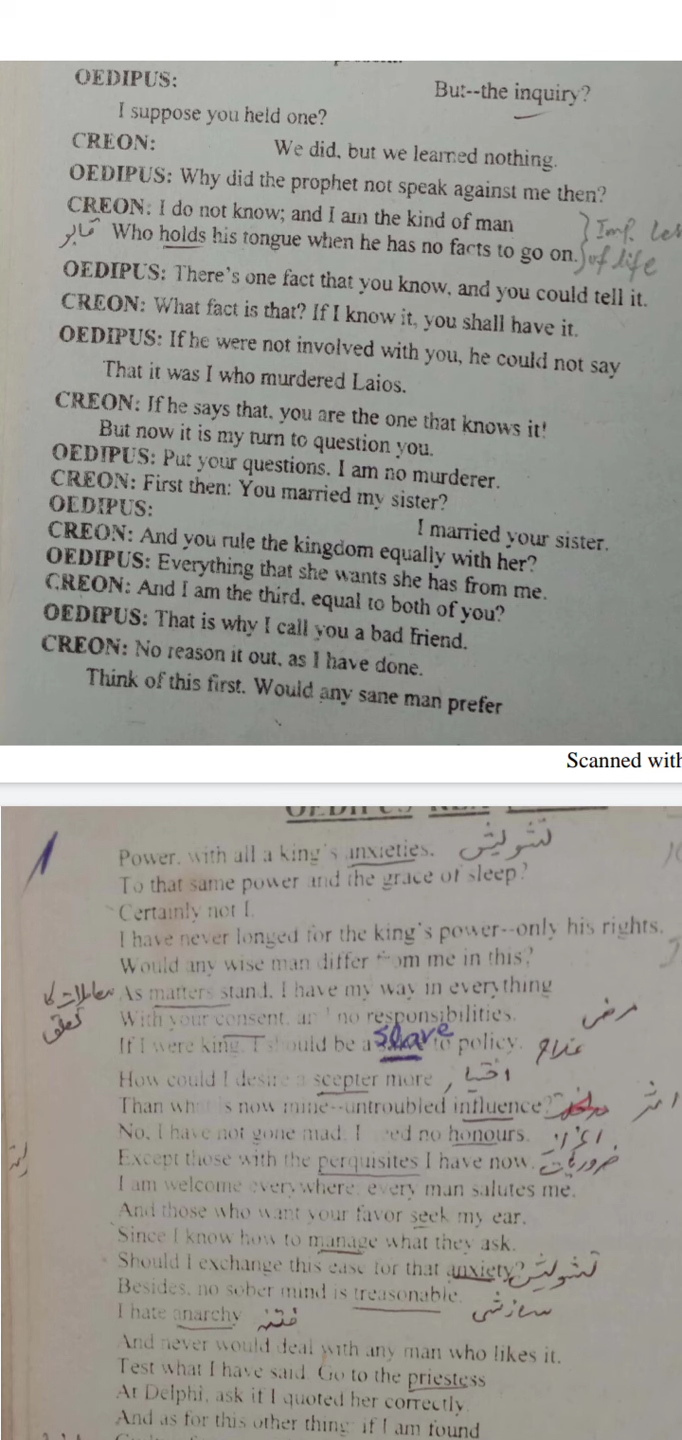 OEDIPUS:
But--the inquiry?
I suppose you held one?
CREON:
We did, but we learned nothing.
OEDIPUS: Why did the prophet not speak against me then?
CREON: I do not know; and I am the kind of man } Imp.
قابو Who holds his tongue when he has no facts to go on. } of life
OEDIPUS: There's one fact that you know, and you could tell it.
CREON: What fact is that? If I know it, you shall have it.
OEDIPUS: If he were not involved with you, he could not say
That it was I who murdered Laios.
CREON: If he says that, you are the one that knows it!
But now it is my turn to question you.
OEDIPUS: Put your questions. I am no murderer.
CREON: First then: You married my sister?
OEDIPUS:
I married your sister.
CREON: And you rule the kingdom equally with her?
OEDIPUS: Everything that she wants she has from me.
CREON: And I am the third, equal to both of you?
OEDIPUS: That is why I call you a bad friend.
CREON: No reason it out, as I have done.
Think of this first. Would any sane man prefer
Scanned with
OEDIPUS REX
Power, with all a king's anxieties, تشویش
To that same power and the grace of sleep?
Certainly not I.
I have never longed for the king's power--only his rights.
Would any wise man differ from me in this?
معاملات کا As matters stand, I have my way in everything
تعلق With your consent, and no responsibilities. مرض
If I were king, I should be a slave to policy. غلام
How could I desire a scepter more اختیار
Than what is now mine--untroubled influence? اثر
No, I have not gone mad; I need no honours, اعزاز
Except those with the perquisites I have now.
I am welcome everywhere; every man salutes me.
And those who want your favor seek my ear.
Since I know how to manage what they ask.
Should I exchange this ease for that anxiety? تشویش
Besides, no sober mind is treasonable. سازشی
I hate anarchy فتنہ
And never would deal with any man who likes it.
Test what I have said. Go to the priestess
At Delphi, ask if I quoted her correctly.
And as for this other thing: if I am found